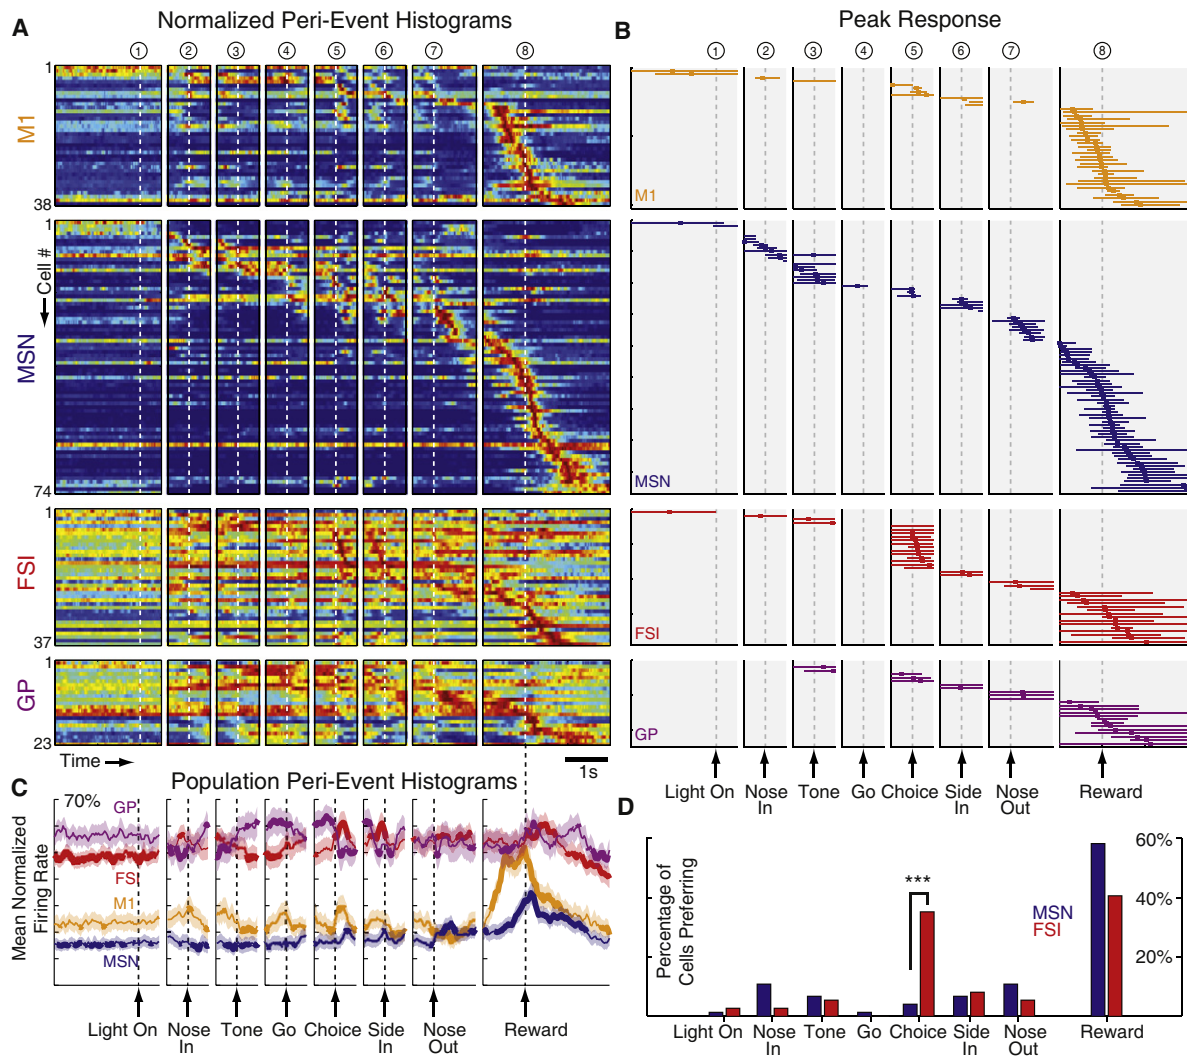 A
Normalized Peri-Event Histograms
1 2 3 4 5 6 7 8
1
M1
38
1
Cell #
MSN
74
1
FSI
37
1
GP
23
Time
1s
B
Peak Response
1 2 3 4 5 6 7 8
M1
MSN
FSI
GP
Light On
Nose In
Tone
Go
Choice
Side In
Nose Out
Reward
C
Population Peri-Event Histograms
70%
Mean Normalized
Firing Rate
GP
FSI
M1
MSN
Light On
Nose In
Tone
Go
Choice
Side In
Nose Out
Reward
D
Percentage of
Cells Preferring
***
MSN
FSI
60%
40%
20%
Light On
Nose In
Tone
Go
Choice
Side In
Nose Out
Reward